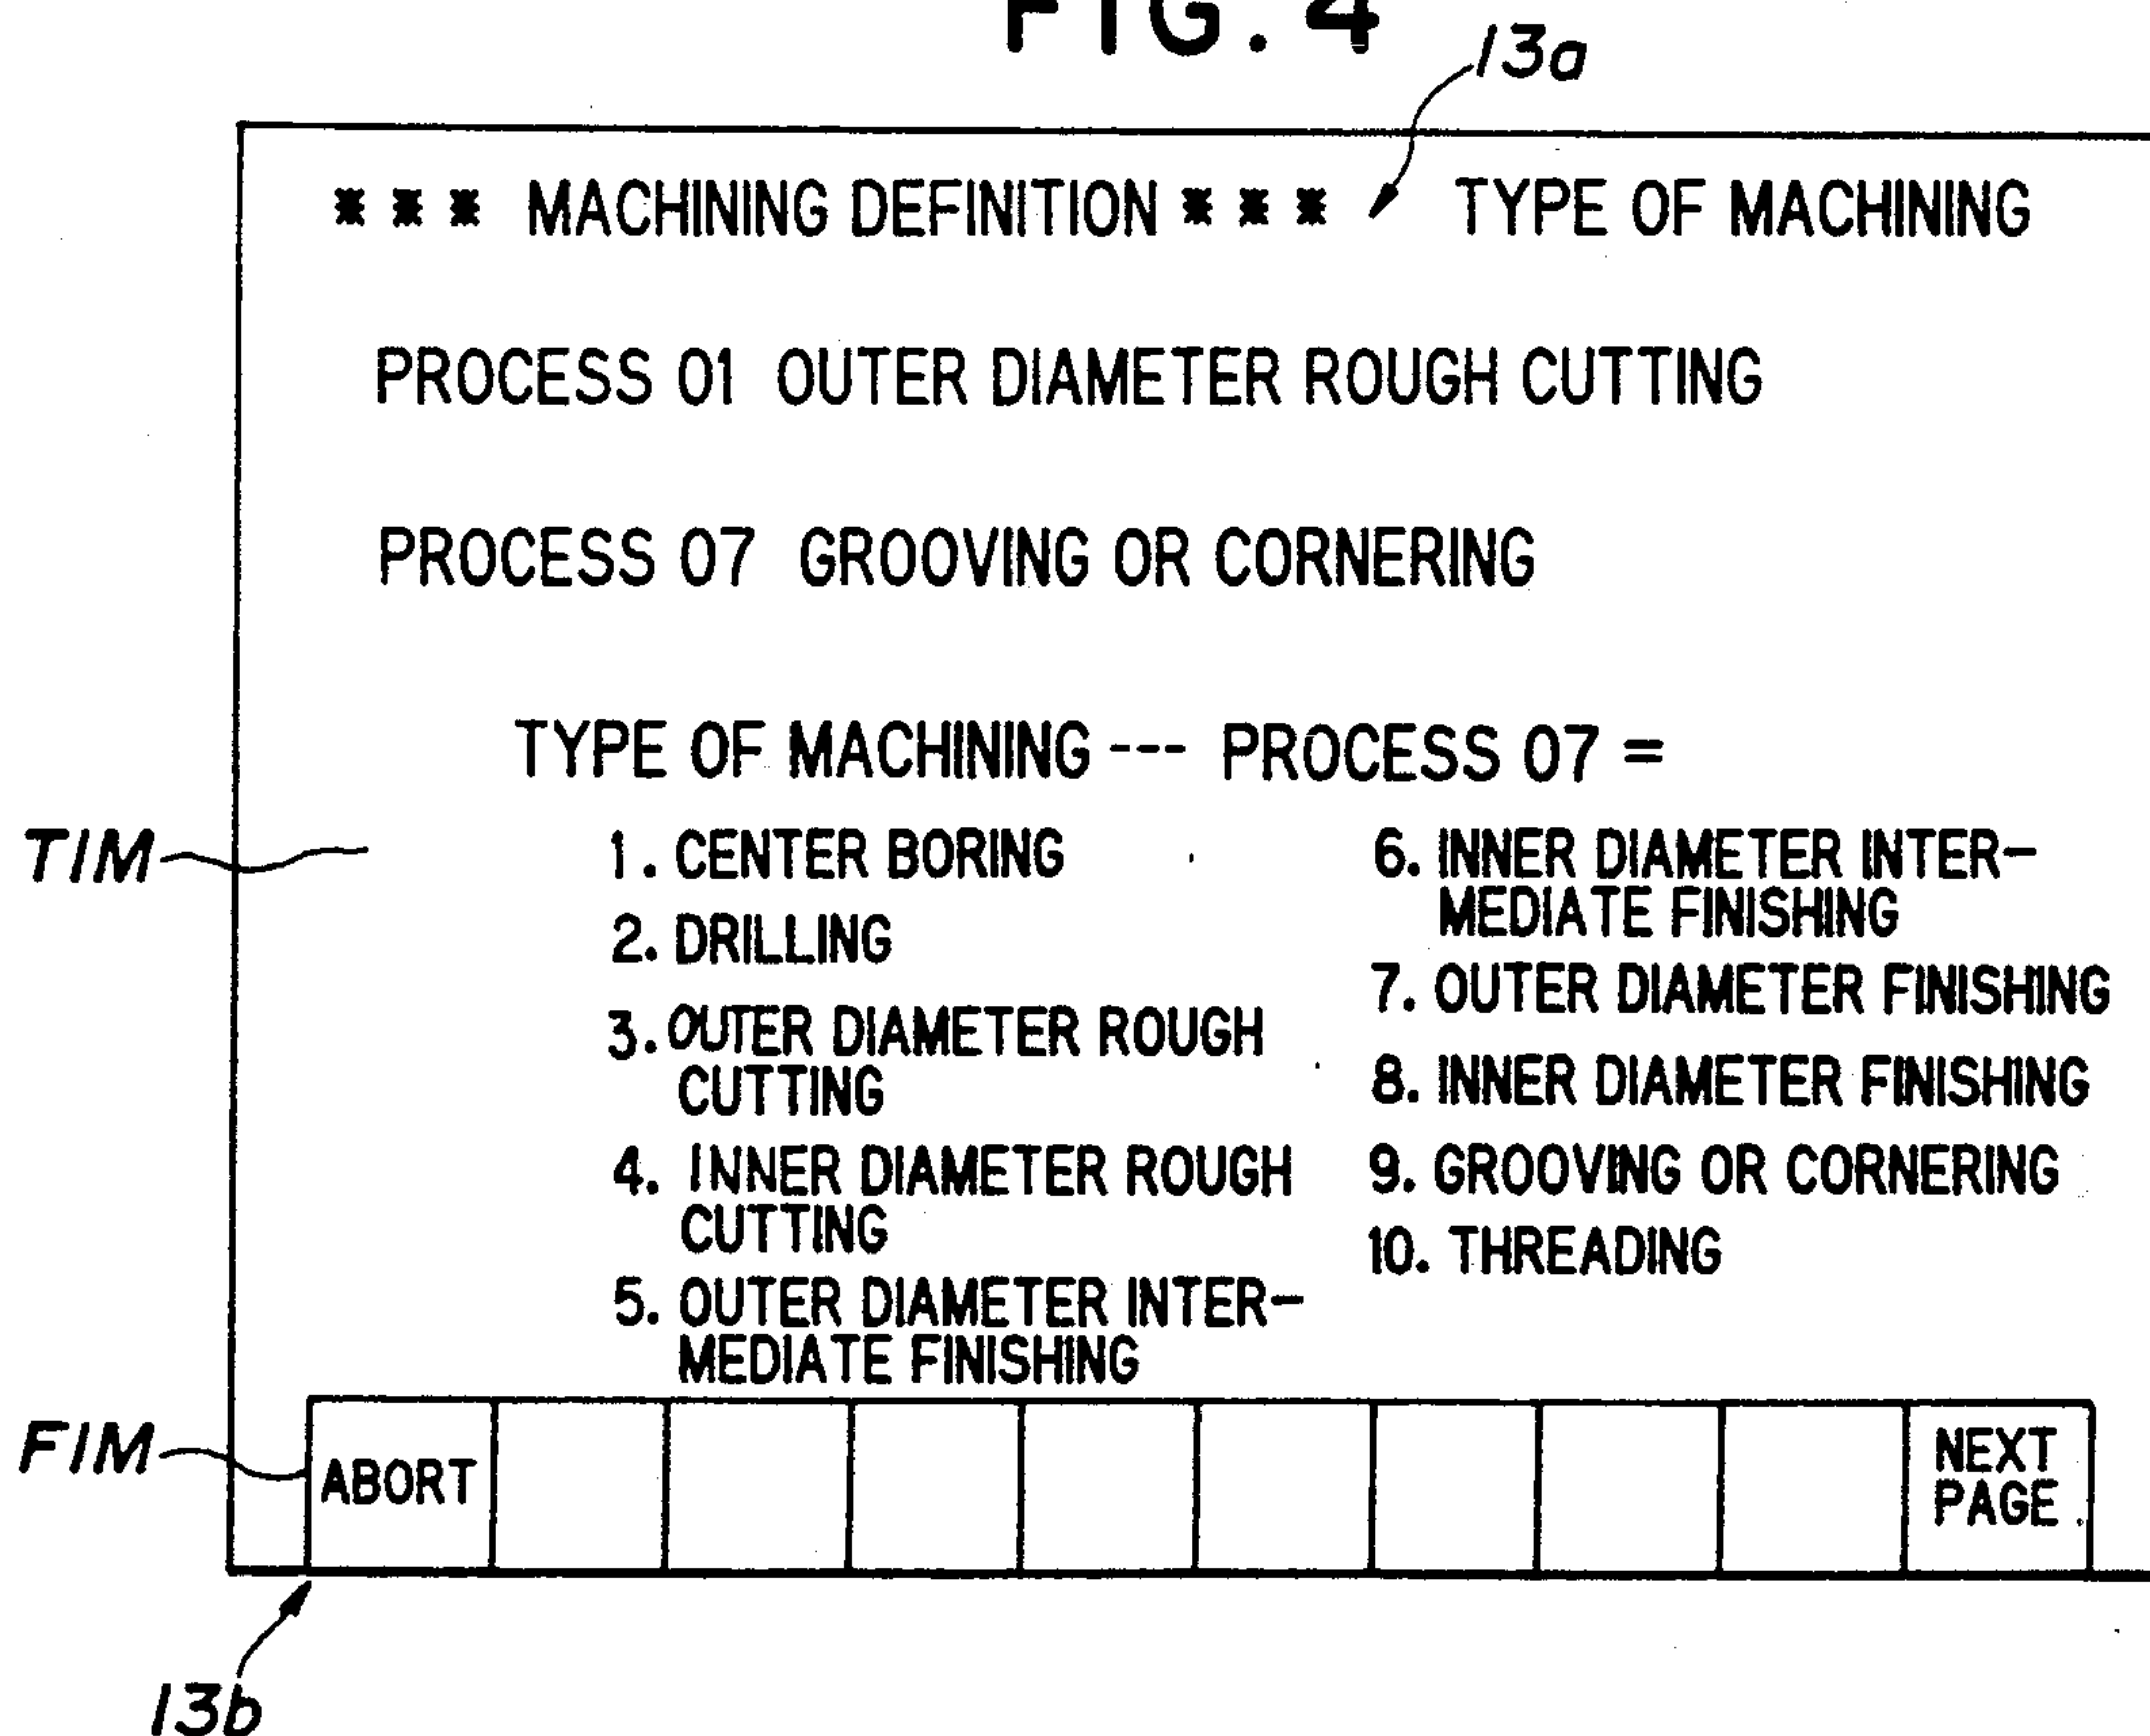 FIG. 4
13a
*** MACHINING DEFINITION *** TYPE OF MACHINING
PROCESS 01 OUTER DIAMETER ROUGH CUTTING
PROCESS 07 GROOVING OR CORNERING
TYPE OF MACHINING --- PROCESS 07 =
TIM
1. CENTER BORING
2. DRILLING
3. OUTER DIAMETER ROUGH
CUTTING
4. INNER DIAMETER ROUGH
CUTTING
5. OUTER DIAMETER INTER-
MEDIATE FINISHING
6. INNER DIAMETER INTER-
MEDIATE FINISHING
7. OUTER DIAMETER FINISHING
8. INNER DIAMETER FINISHING
9. GROOVING OR CORNERING
10. THREADING
FIM
ABORT
NEXT
PAGE
13b